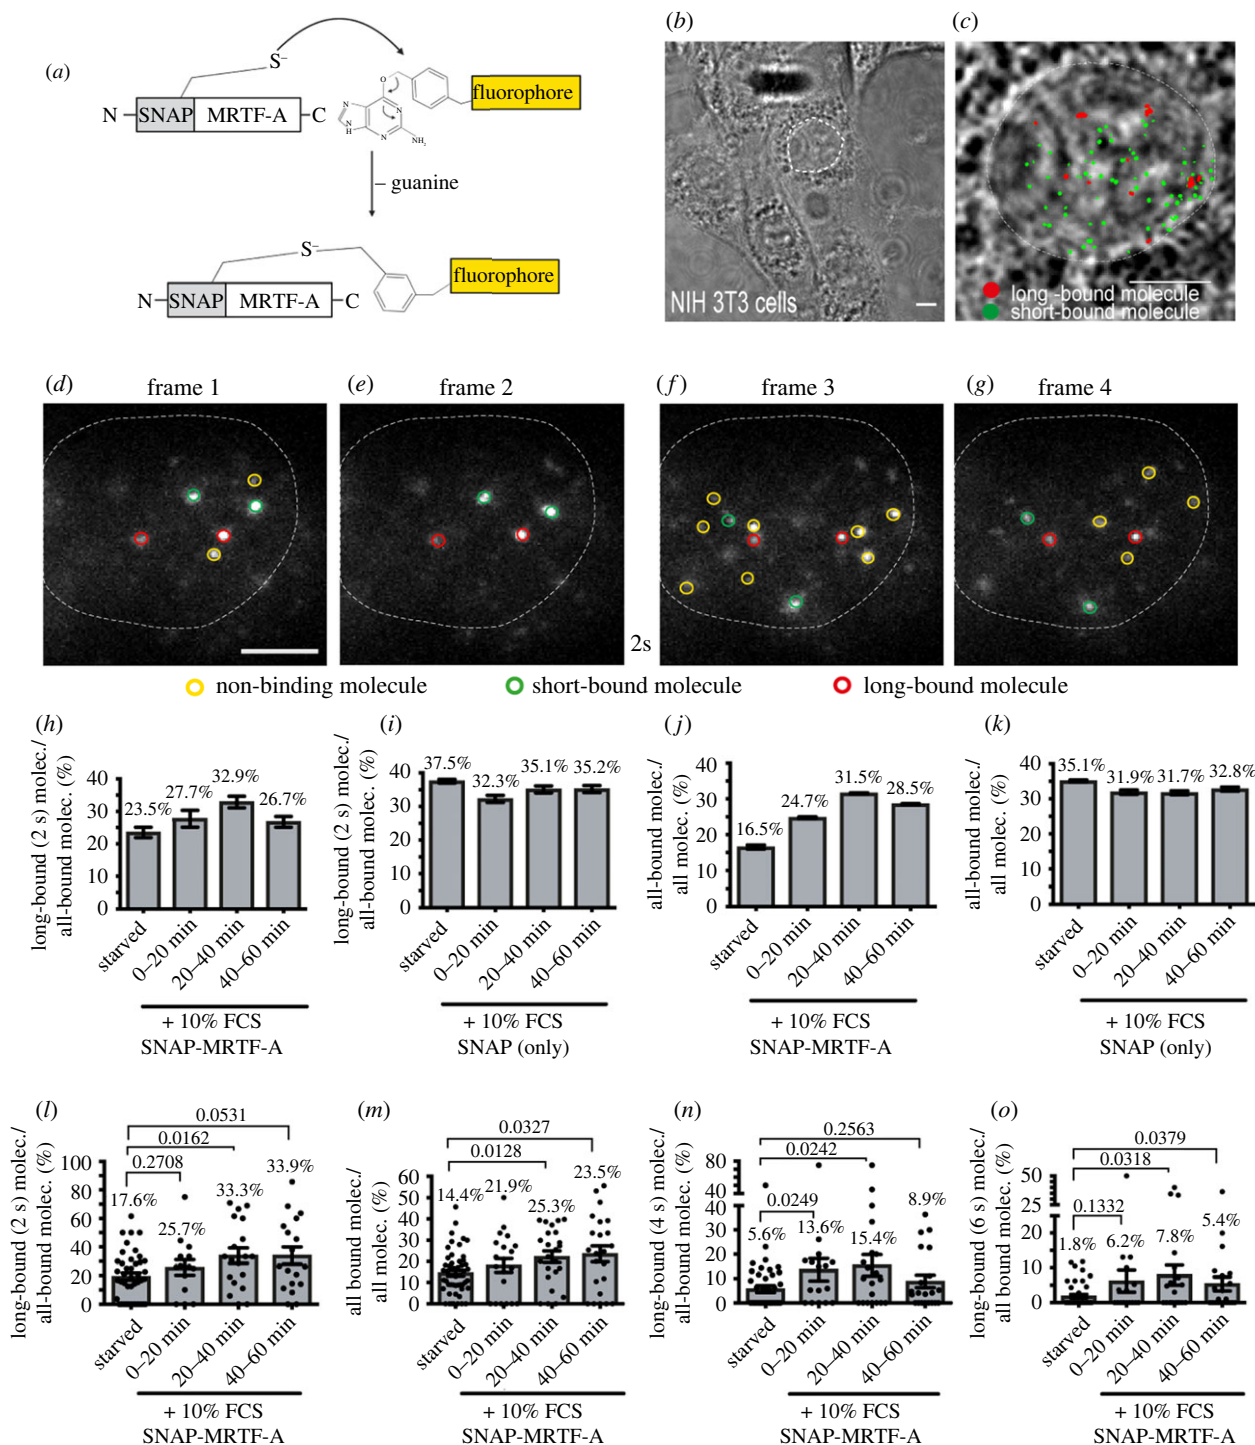 (a)
S⁻
N
SNAP
MRTF-A
C
O
N
N
N
H
N
NH₂
fluorophore
– guanine
S⁻
N
SNAP
MRTF-A
C
fluorophore
(b)
NIH 3T3 cells
(c)
long -bound molecule
short-bound molecule
(d)
frame 1
(e)
frame 2
(f)
frame 3
(g)
frame 4
2s
non-binding molecule
short-bound molecule
long-bound molecule
(h)
long-bound (2 s) molec./
all-bound molec. (%)
40
30
20
10
0
23.5%
27.7%
32.9%
26.7%
starved
0–20 min
20–40 min
40–60 min
+ 10% FCS
SNAP-MRTF-A
(i)
long-bound (2 s) molec./
all-bound molec. (%)
40
30
20
10
0
37.5%
32.3%
35.1%
35.2%
starved
0–20 min
20–40 min
40–60 min
+ 10% FCS
SNAP (only)
(j)
all-bound molec./
all molec. (%)
40
30
20
10
0
16.5%
24.7%
31.5%
28.5%
starved
0–20 min
20–40 min
40–60 min
+ 10% FCS
SNAP-MRTF-A
(k)
all-bound molec./
all molec. (%)
40
30
20
10
0
35.1%
31.9%
31.7%
32.8%
starved
0–20 min
20–40 min
40–60 min
+ 10% FCS
SNAP (only)
(l)
long-bound (2 s) molec./
all-bound molec. (%)
100
80
60
40
20
0
0.0531
0.0162
0.2708
17.6%
25.7%
33.3%
33.9%
starved
0–20 min
20–40 min
40–60 min
+ 10% FCS
SNAP-MRTF-A
(m)
all bound molec./
all molec. (%)
60
50
40
30
20
10
0
0.0327
0.0128
14.4%
21.9%
25.3%
23.5%
starved
0–20 min
20–40 min
40–60 min
+ 10% FCS
SNAP-MRTF-A
(n)
long-bound (4 s) molec./
all-bound molec. (%)
80
40
30
20
10
0
0.2563
0.0242
0.0249
5.6%
13.6%
15.4%
8.9%
starved
0–20 min
20–40 min
40–60 min
+ 10% FCS
SNAP-MRTF-A
(o)
long-bound (6 s) molec./
all bound molec. (%)
50
20
10
0
0.0379
0.0318
0.1332
1.8%
6.2%
7.8%
5.4%
starved
0–20 min
20–40 min
40–60 min
+ 10% FCS
SNAP-MRTF-A